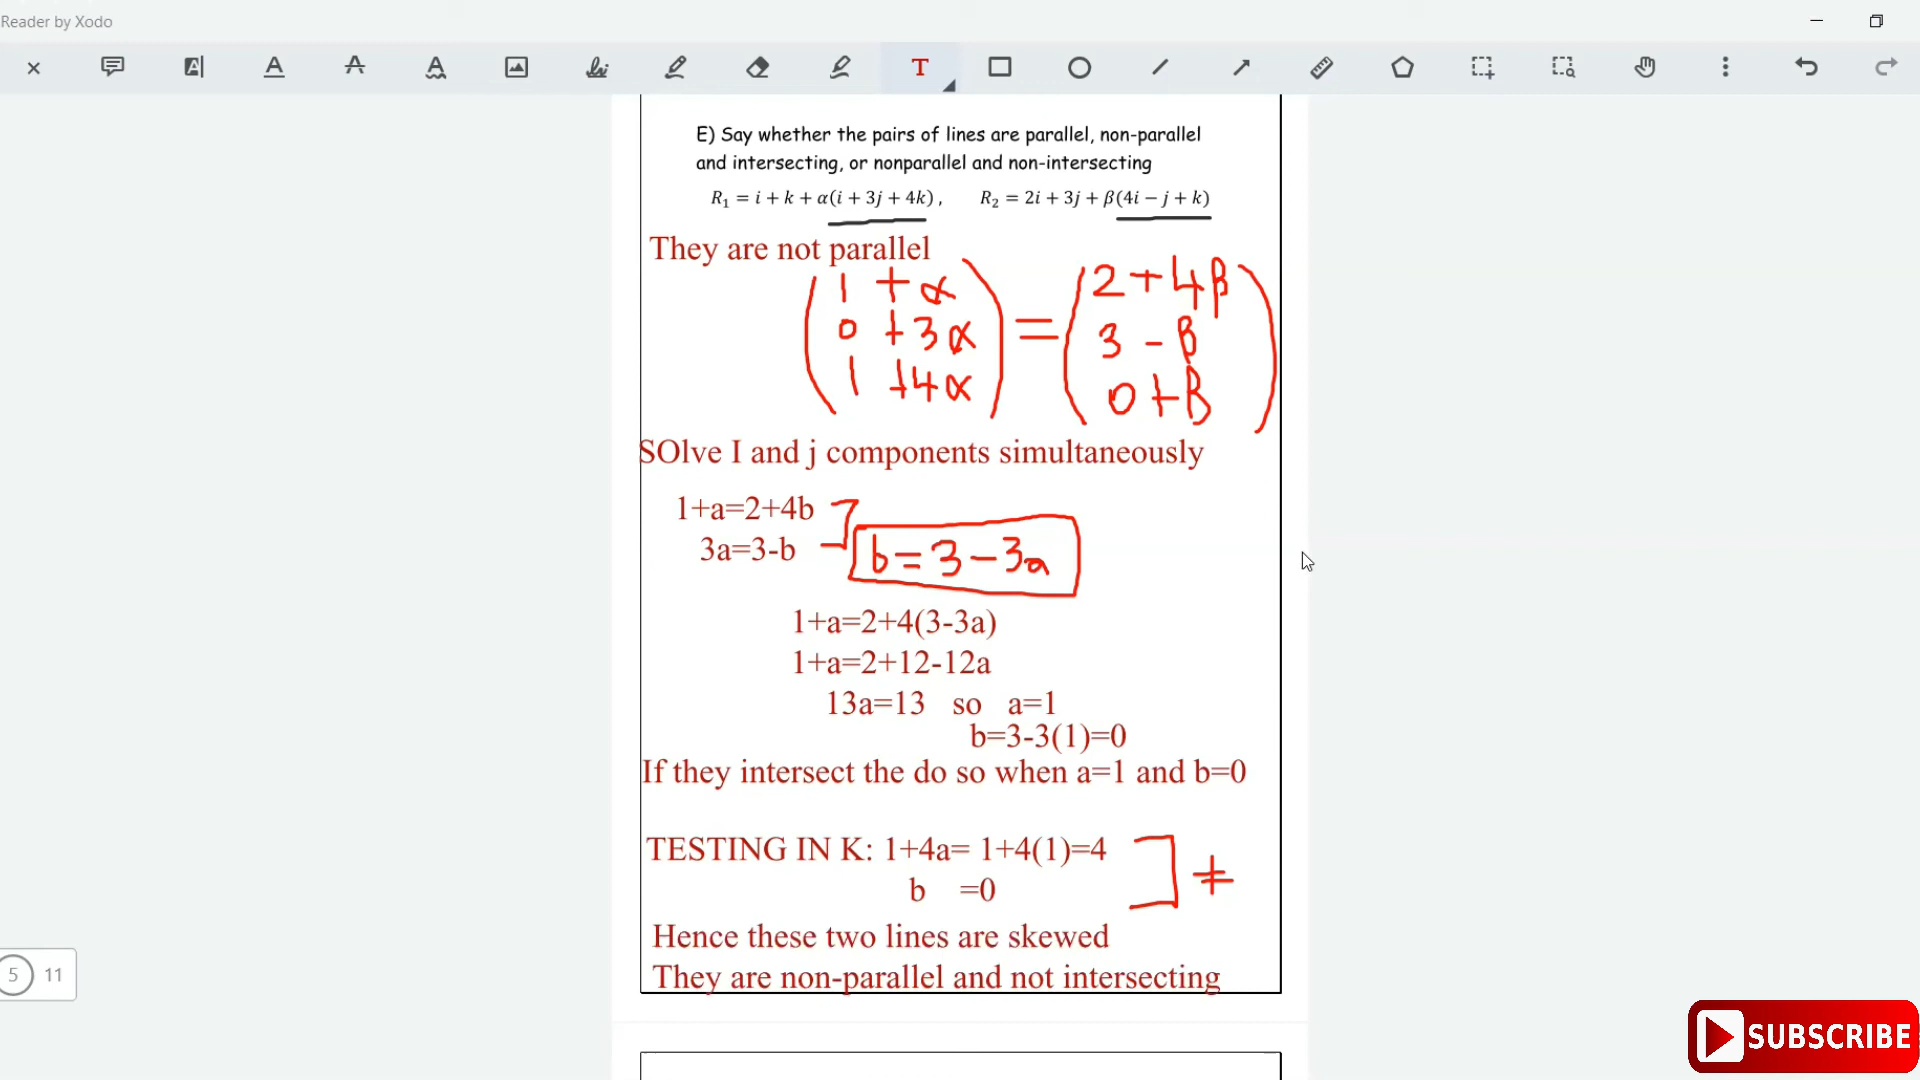 Reader by Xodo
E) Say whether the pairs of lines are parallel, non-parallel
and intersecting, or nonparallel and non-intersecting
R₁ = i + k + α(i + 3j + 4k) ,   R₂ = 2i + 3j + β(4i − j + k)
They are not parallel
1 + α = 2 + 4β
0 + 3α   3 - β
1 + 4α   0 + β
SOlve I and j components simultaneously
1+a=2+4b
3a=3-b
b = 3 - 3a
1+a=2+4(3-3a)
1+a=2+12-12a
13a=13 so a=1
b=3-3(1)=0
If they intersect the do so when a=1 and b=0
TESTING IN K: 1+4a= 1+4(1)=4
b =0
≠
Hence these two lines are skewed
They are non-parallel and not intersecting
5 11
SUBSCRIBE